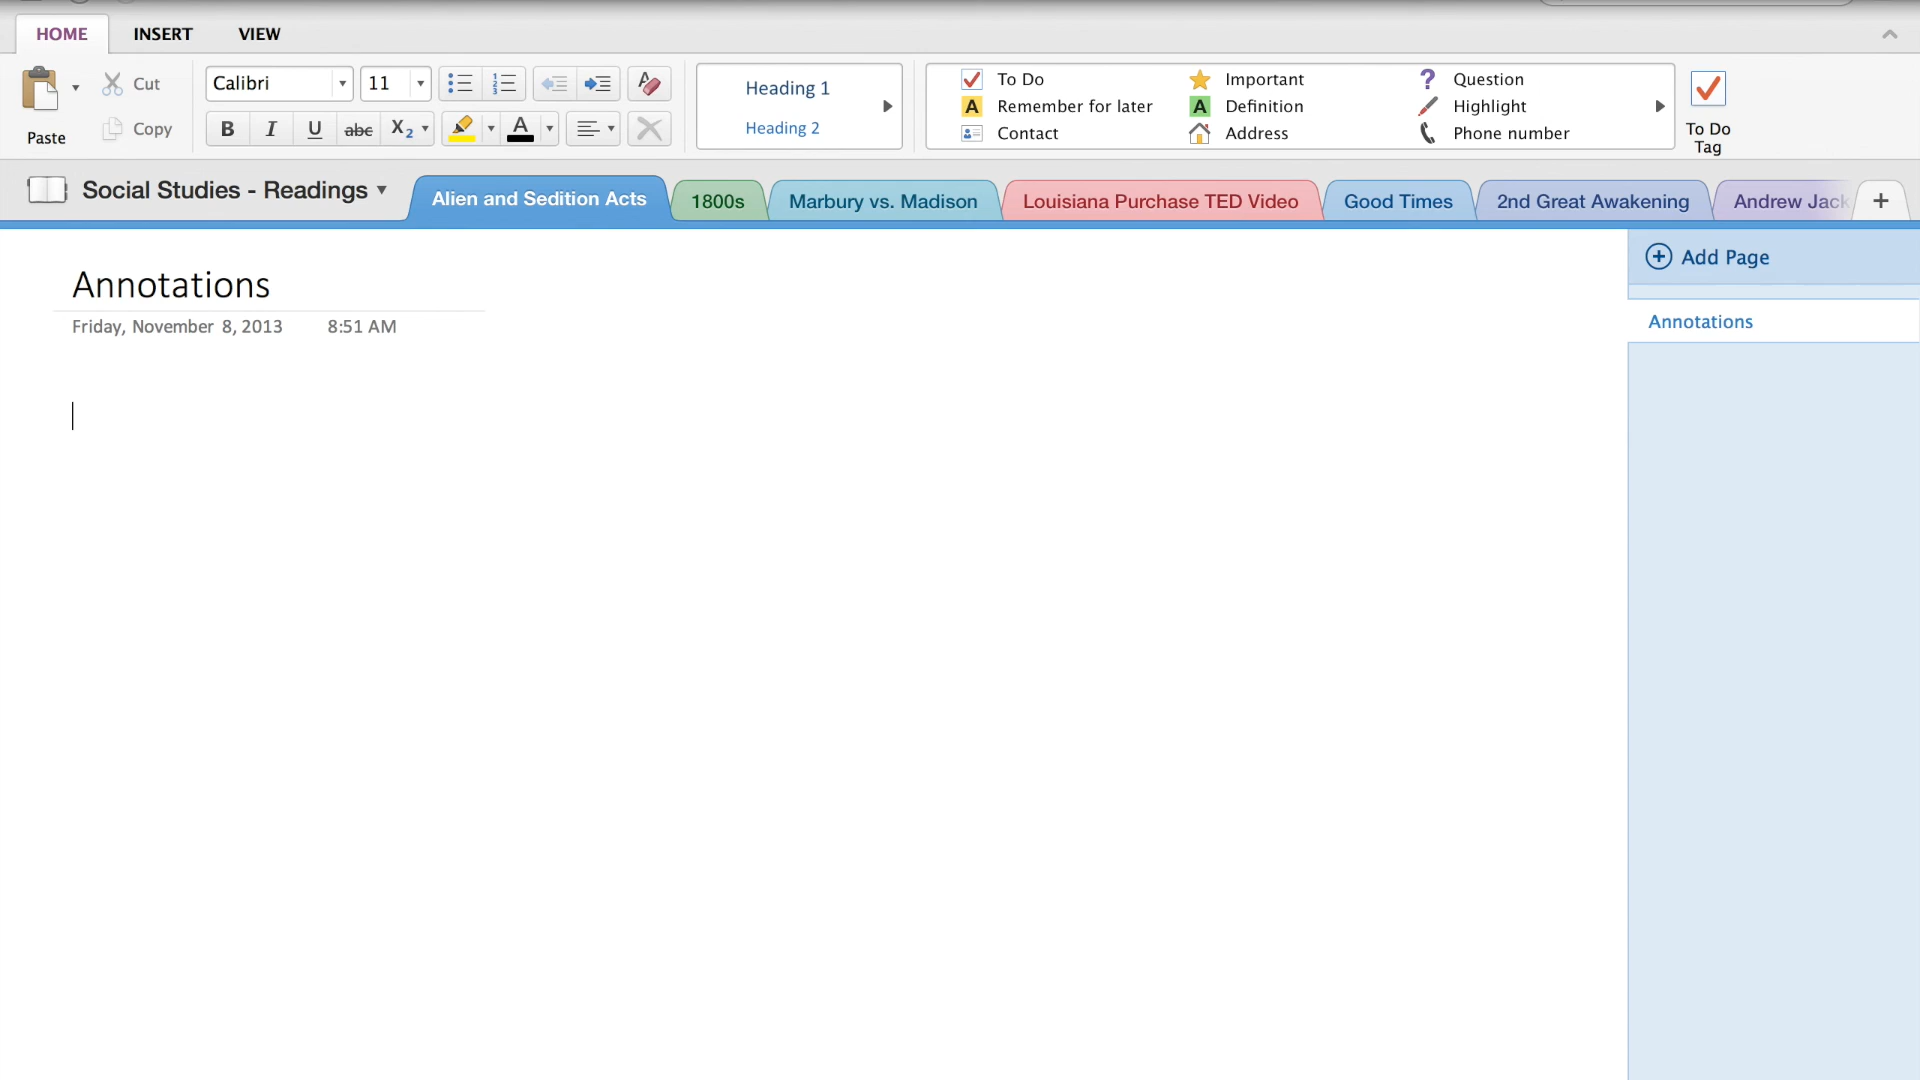 HOME INSERT VIEW
Paste
Cut
Copy
Calibri 11
B I U abc X2 A
Heading 1
Heading 2
To Do Important Question
A Remember for later A Definition Highlight
Contact Address Phone number
To Do
Tag
Social Studies - Readings Alien and Sedition Acts 1800s Marbury vs. Madison Louisiana Purchase TED Video Good Times 2nd Great Awakening Andrew Jack +
Annotations
Friday, November 8, 2013 8:51 AM
Add Page
Annotations